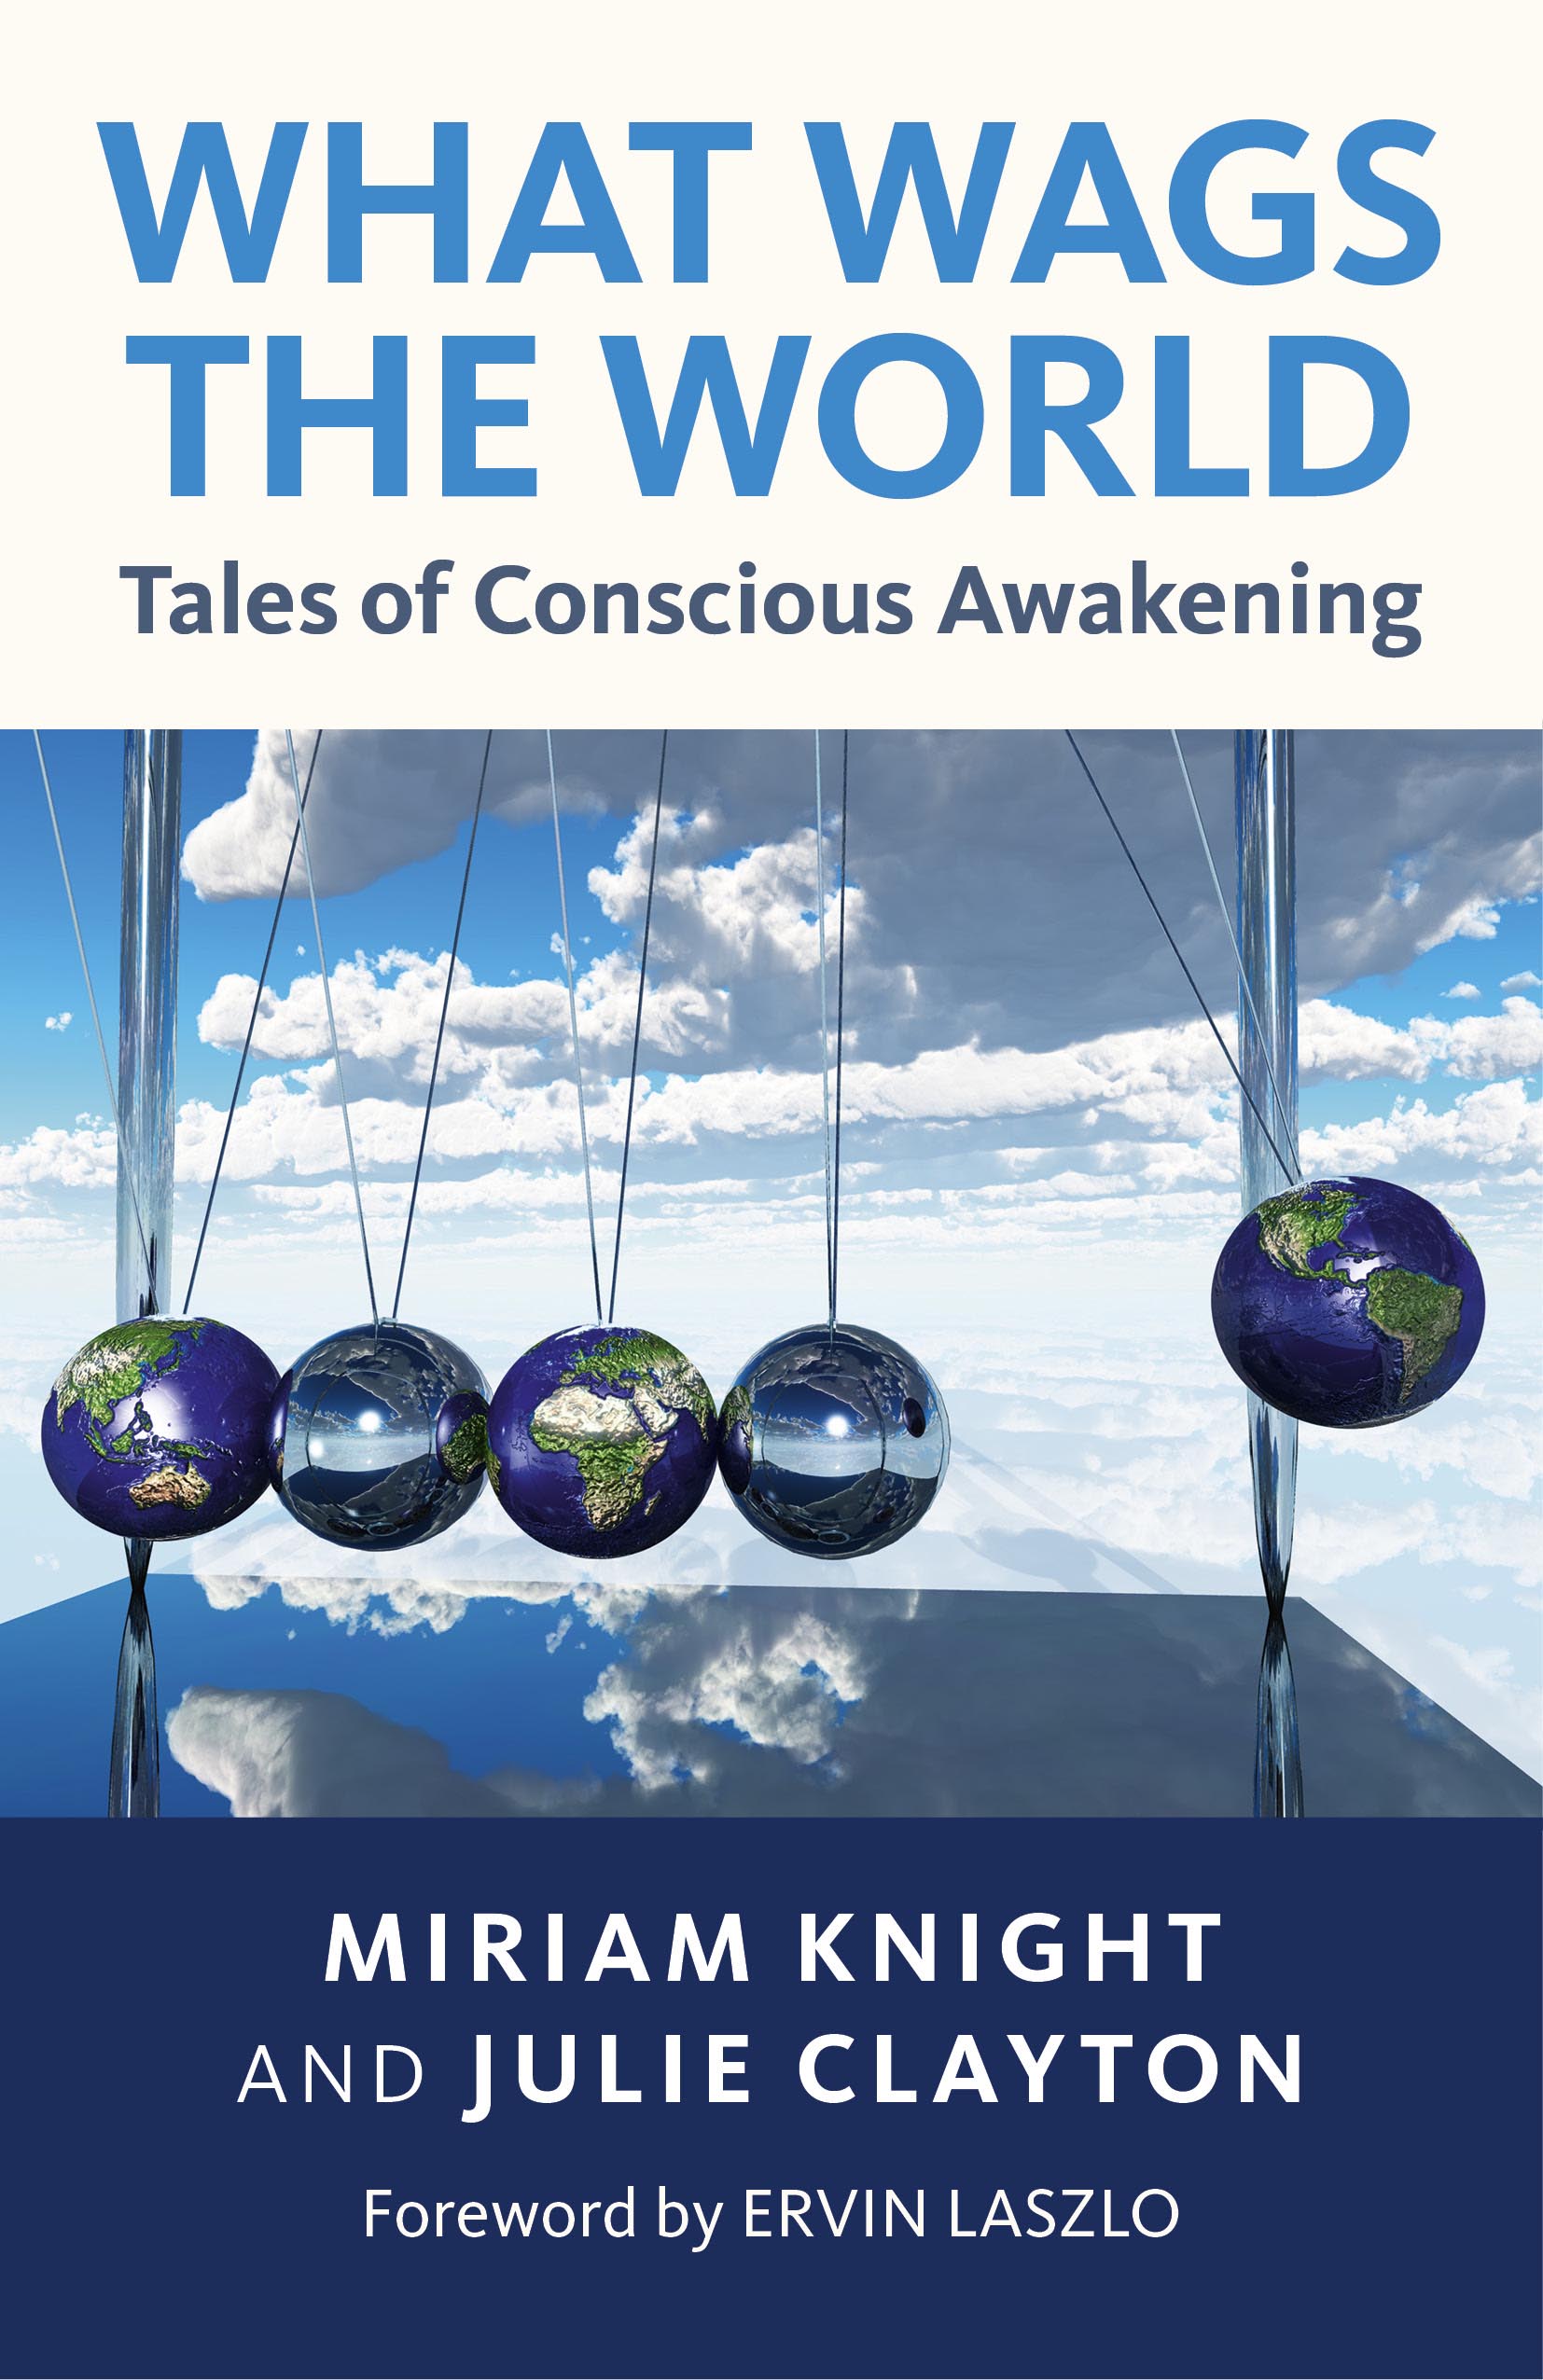 WHAT WAGS
THE WORLD
Tales of Conscious Awakening
MIRIAM KNIGHT
AND JULIE CLAYTON
Foreword by ERVIN LASZLO